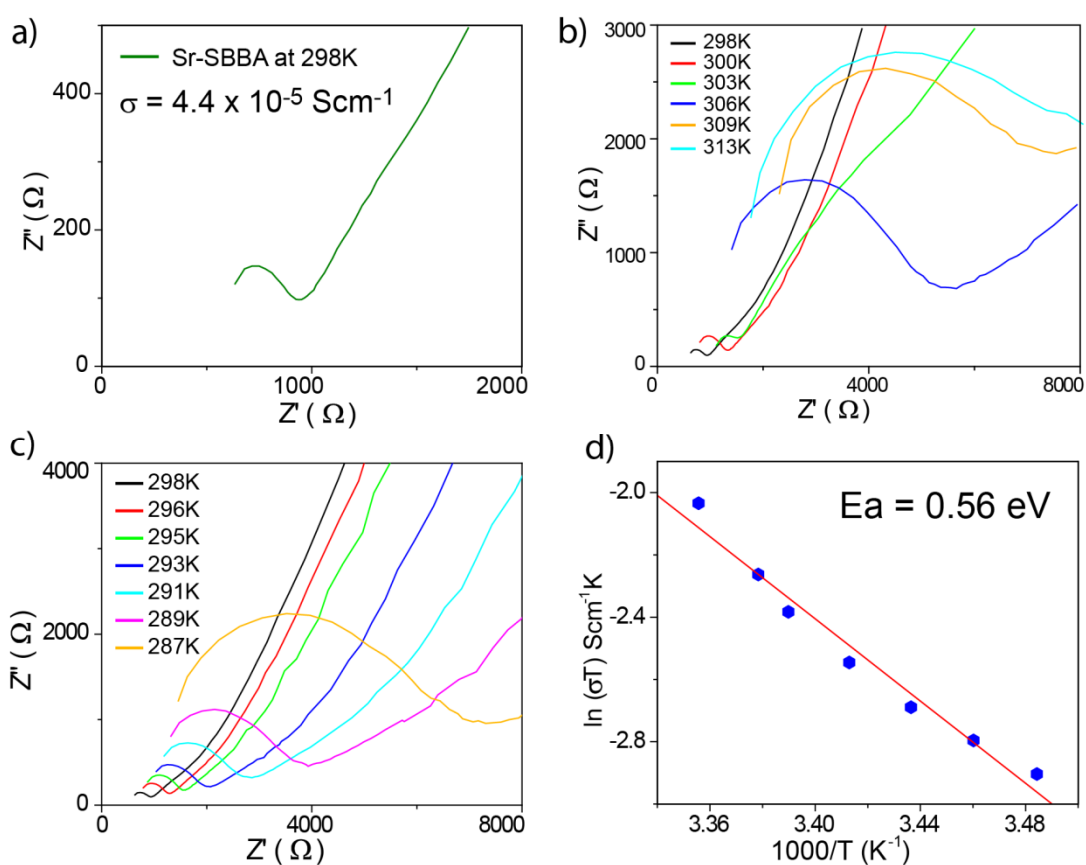 a)
Sr-SBBA at 298K
σ = 4.4 x 10⁻⁵ Scm⁻¹
400
200
0
Z" ( Ω )
0
1000
2000
Z' ( Ω )
b)
298K
300K
303K
306K
309K
313K
3000
2000
1000
0
Z" ( Ω )
0
4000
8000
Z' ( Ω )
c)
298K
296K
295K
293K
291K
289K
287K
4000
2000
0
Z" ( Ω )
0
4000
8000
Z' ( Ω )
d)
Ea = 0.56 eV
-2.0
-2.4
-2.8
ln (σT) Scm⁻¹K
3.36
3.40
3.44
3.48
1000/T (K⁻¹)